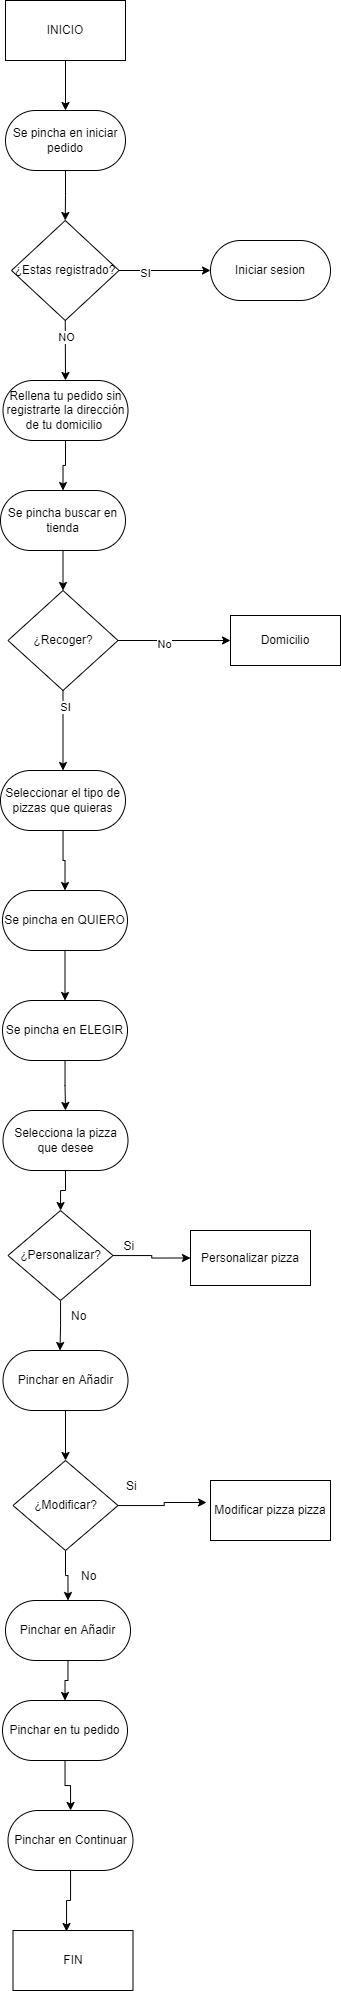 INICIO
Se pincha en iniciar
pedido
¿Estas registrado?
SI
Iniciar sesion
NO
Rellena tu pedido sin
registrarte la dirección
de tu domicilio
Se pincha buscar en
tienda
¿Recoger?
No
Domicilio
SI
Seleccionar el tipo de
pizzas que quieras
Se pincha en QUIERO
Se pincha en ELEGIR
Selecciona la pizza
que desee
¿Personalizar?
Si
Personalizar pizza
No
Pinchar en Añadir
¿Modificar?
Si
Modificar pizza pizza
No
Pinchar en Añadir
Pinchar en tu pedido
Pinchar en Continuar
FIN